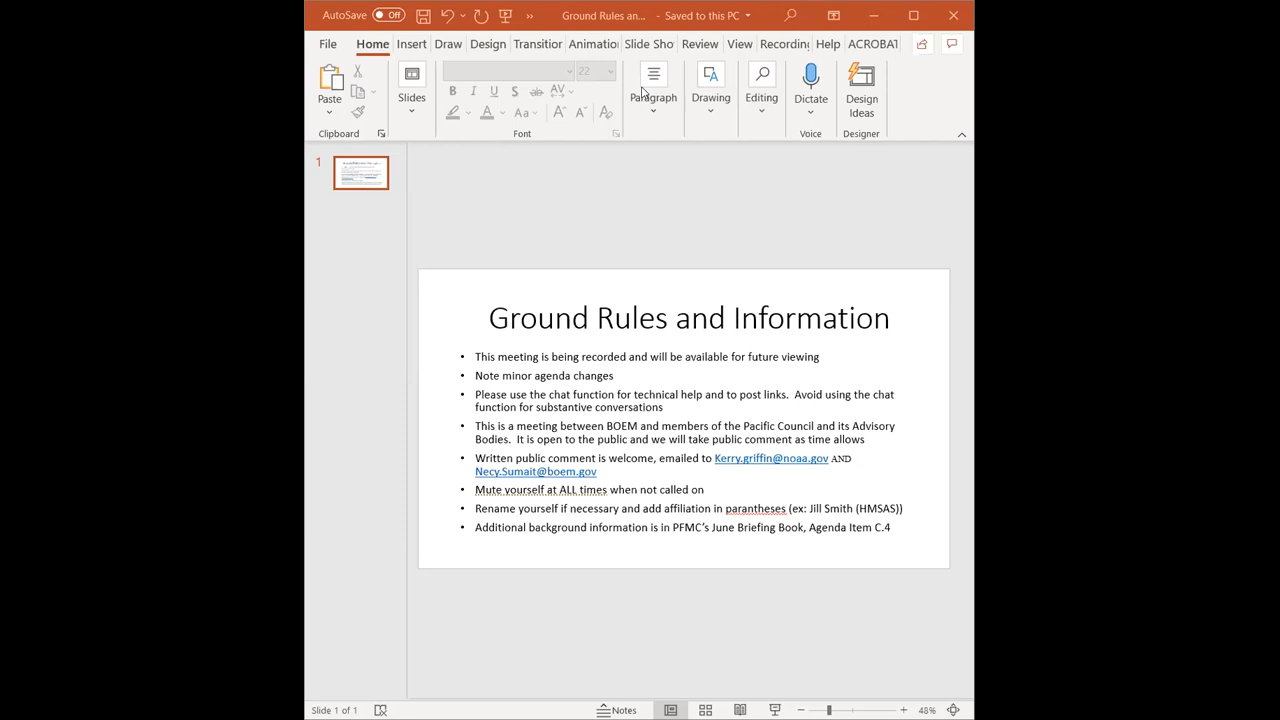 AutoSave Off Ground Rules an... - Saved to this PC
File Home Insert Draw Design Transition Animation Slide Sho Review View Recording Help ACROBAT
22
Paste Slides B I U S ab AV Paragraph Drawing Editing Dictate Design Ideas
A Aa A A A
Clipboard Font Voice Designer
1
Ground Rules and Information
• This meeting is being recorded and will be available for future viewing
• Note minor agenda changes
• Please use the chat function for technical help and to post links. Avoid using the chat
function for substantive conversations
• This is a meeting between BOEM and members of the Pacific Council and its Advisory
Bodies. It is open to the public and we will take public comment as time allows
• Written public comment is welcome, emailed to Kerry.griffin@noaa.gov AND
Necy.Sumait@boem.gov
• Mute yourself at ALL times when not called on
• Rename yourself if necessary and add affiliation in parantheses (ex: Jill Smith (HMSAS))
• Additional background information is in PFMC's June Briefing Book, Agenda Item C.4
Slide 1 of 1 Notes 48%